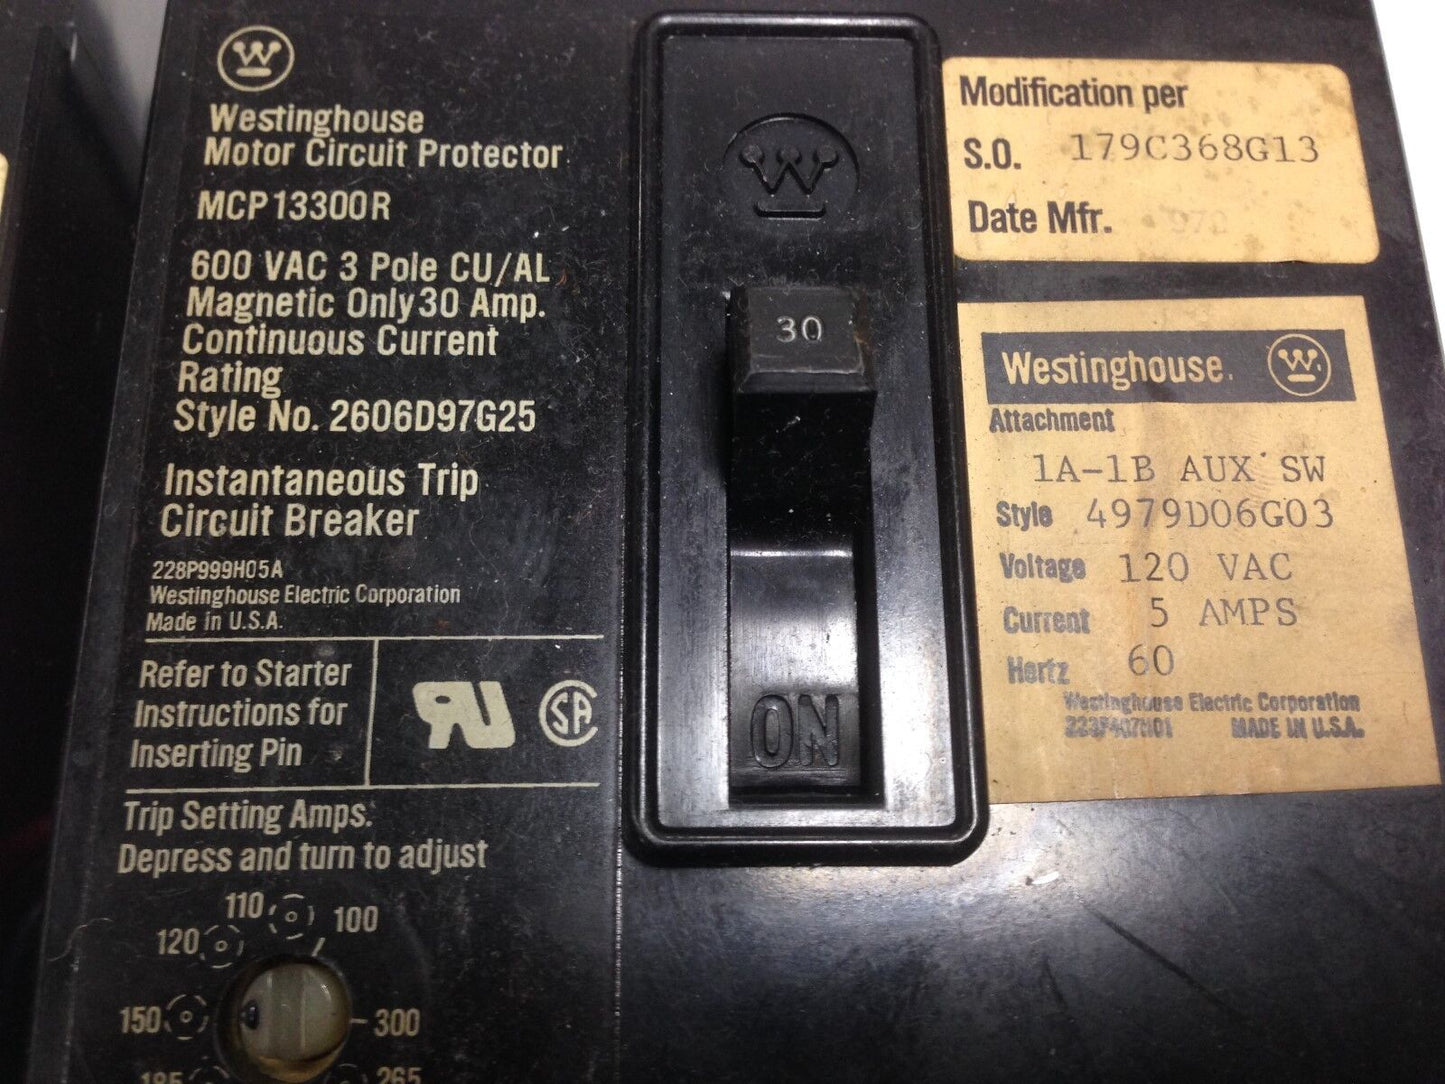 W
Westinghouse
Motor Circuit Protector
MCP13300R
600 VAC 3 Pole CU/AL
Magnetic Only 30 Amp.
Continuous Current
Rating
Style No. 2606D97G25
Instantaneous Trip
Circuit Breaker
228P999H05A
Westinghouse Electric Corporation
Made in U.S.A.
Refer to Starter
Instructions for
Inserting Pin
UR
SA
Trip Setting Amps.
Depress and turn to adjust
110
100
120
150
300
185
265
W
30
ON
Modification per
S.O. 179C368G13
Date Mfr.
Westinghouse. W
Attachment
1A-1B AUX SW
Style 4979D06G03
Voltage 120 VAC
Current 5 AMPS
Hertz 60
Westinghouse Electric Corporation
MADE IN U.S.A.